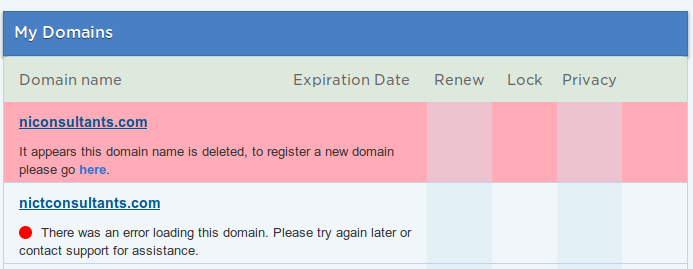 My Domains
Domain name Expiration Date Renew Lock Privacy
niconsultants.com
It appears this domain name is deleted, to register a new domain
please go here.
nictconsultants.com
There was an error loading this domain. Please try again later or
contact support for assistance.